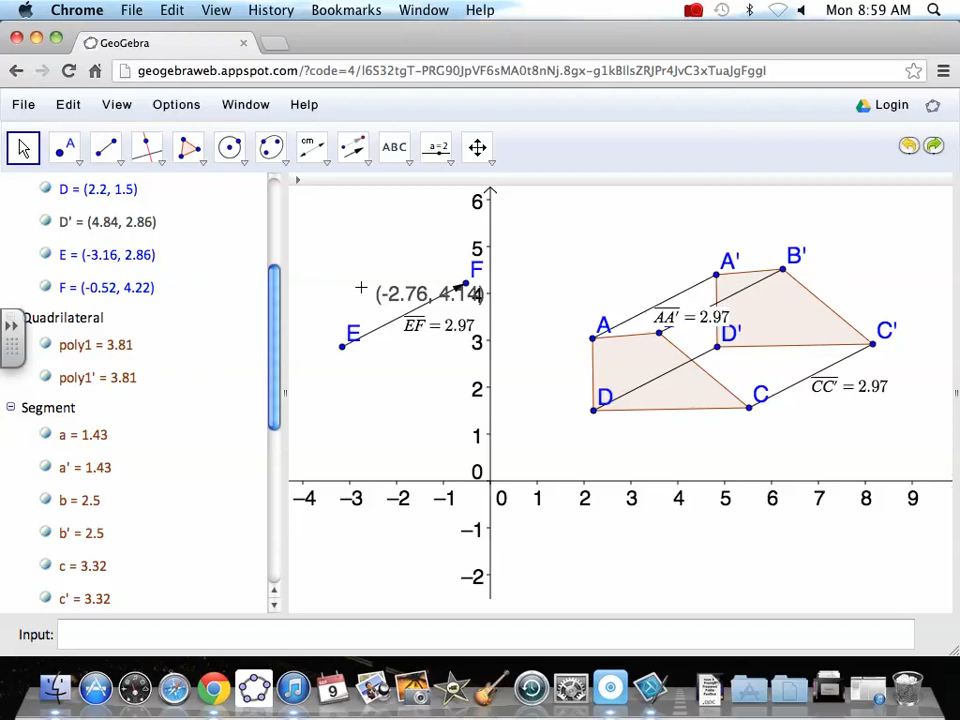 Chrome File Edit View History Bookmarks Window Help Mon 8:59 AM
GeoGebra
geogebraweb.appspot.com/?code=4/l6S32tgT-PRG90JpVF6sMA0t8nNj.8gx-g1kBIlsZRJPr4JvC3xTuaJgFggI
File Edit View Options Window Help Login
A cm ABC a=2
D = (2.2, 1.5)
D' = (4.84, 2.86)
E = (-3.16, 2.86)
F = (-0.52, 4.22)
Quadrilateral
poly1 = 3.81
poly1' = 3.81
Segment
a = 1.43
a' = 1.43
b = 2.5
b' = 2.5
c = 3.32
c' = 3.32
6
5
4
3
2
1
0
–1
–2
–4 –3 –2 –1 0 1 2 3 4 5 6 7 8 9
F
(-2.76, 4.14)
E
EF = 2.97
A' B'
A
AA' = 2.97
D' C'
CC' = 2.97
D C
Input:
9